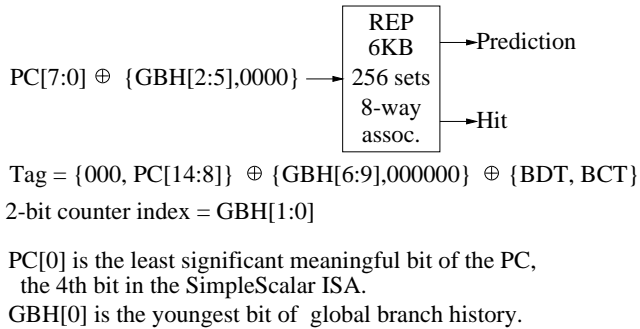 REP
6KB
256 sets
8-way
assoc.
PC[7:0] ⊕ {GBH[2:5],0000}
Prediction
Hit
Tag = {000, PC[14:8]} ⊕ {GBH[6:9],000000} ⊕ {BDT, BCT}
2-bit counter index = GBH[1:0]
PC[0] is the least significant meaningful bit of the PC,
the 4th bit in the SimpleScalar ISA.
GBH[0] is the youngest bit of global branch history.